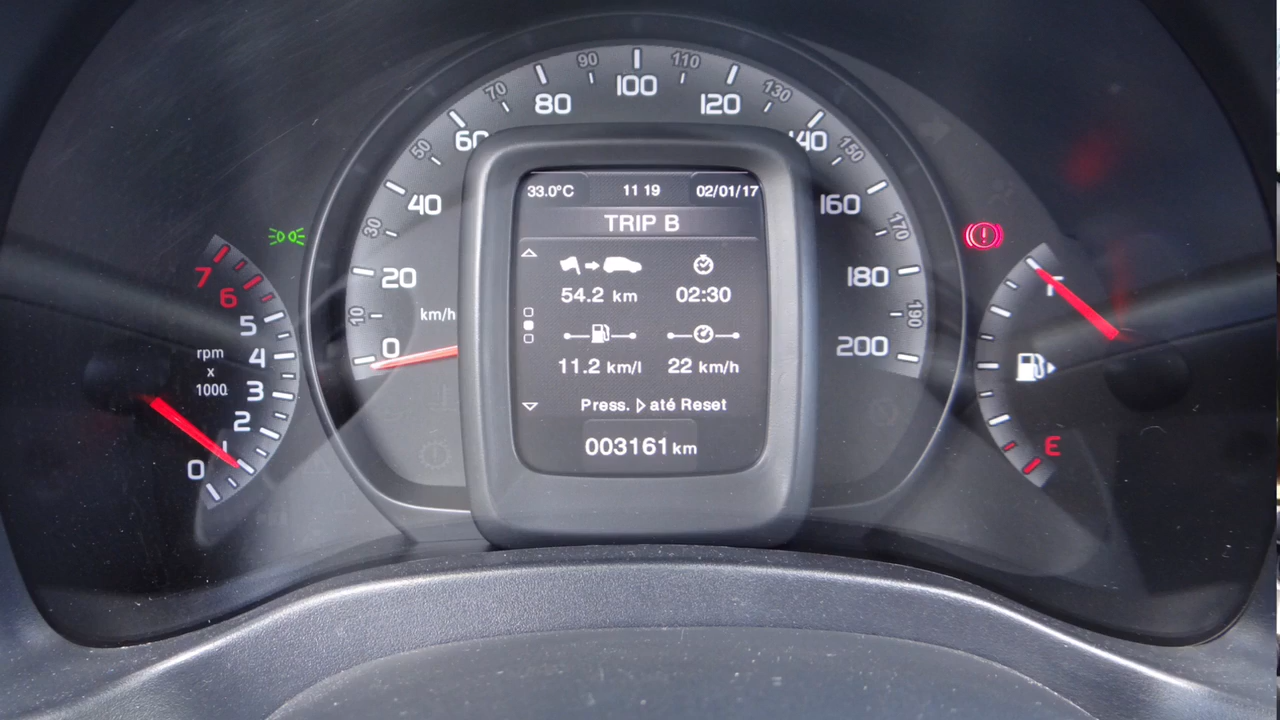 33.0°C 11 19 02/01/17
TRIP B
54.2 km 02:30
11.2 km/l 22 km/h
Press. ▷ até Reset
003161 km
0 10 20 30 40 50 60 70 80 90 100 110 120 130 140 150 160 170 180 190 200
km/h
7
6
5
4
3
2
1
0
rpm
x
1000
F
E